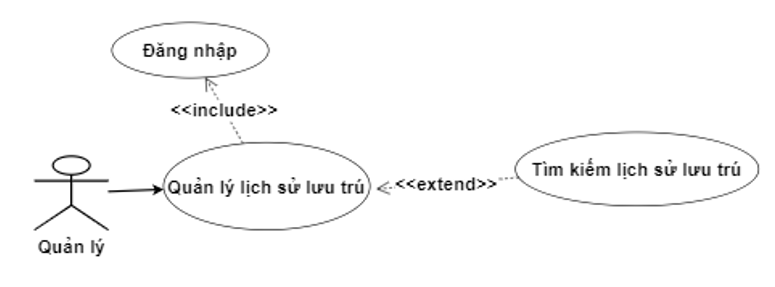 Đăng nhập
<<include>>
Quản lý lịch sử lưu trú
<<extend>>
Tìm kiếm lịch sử lưu trú
Quản lý